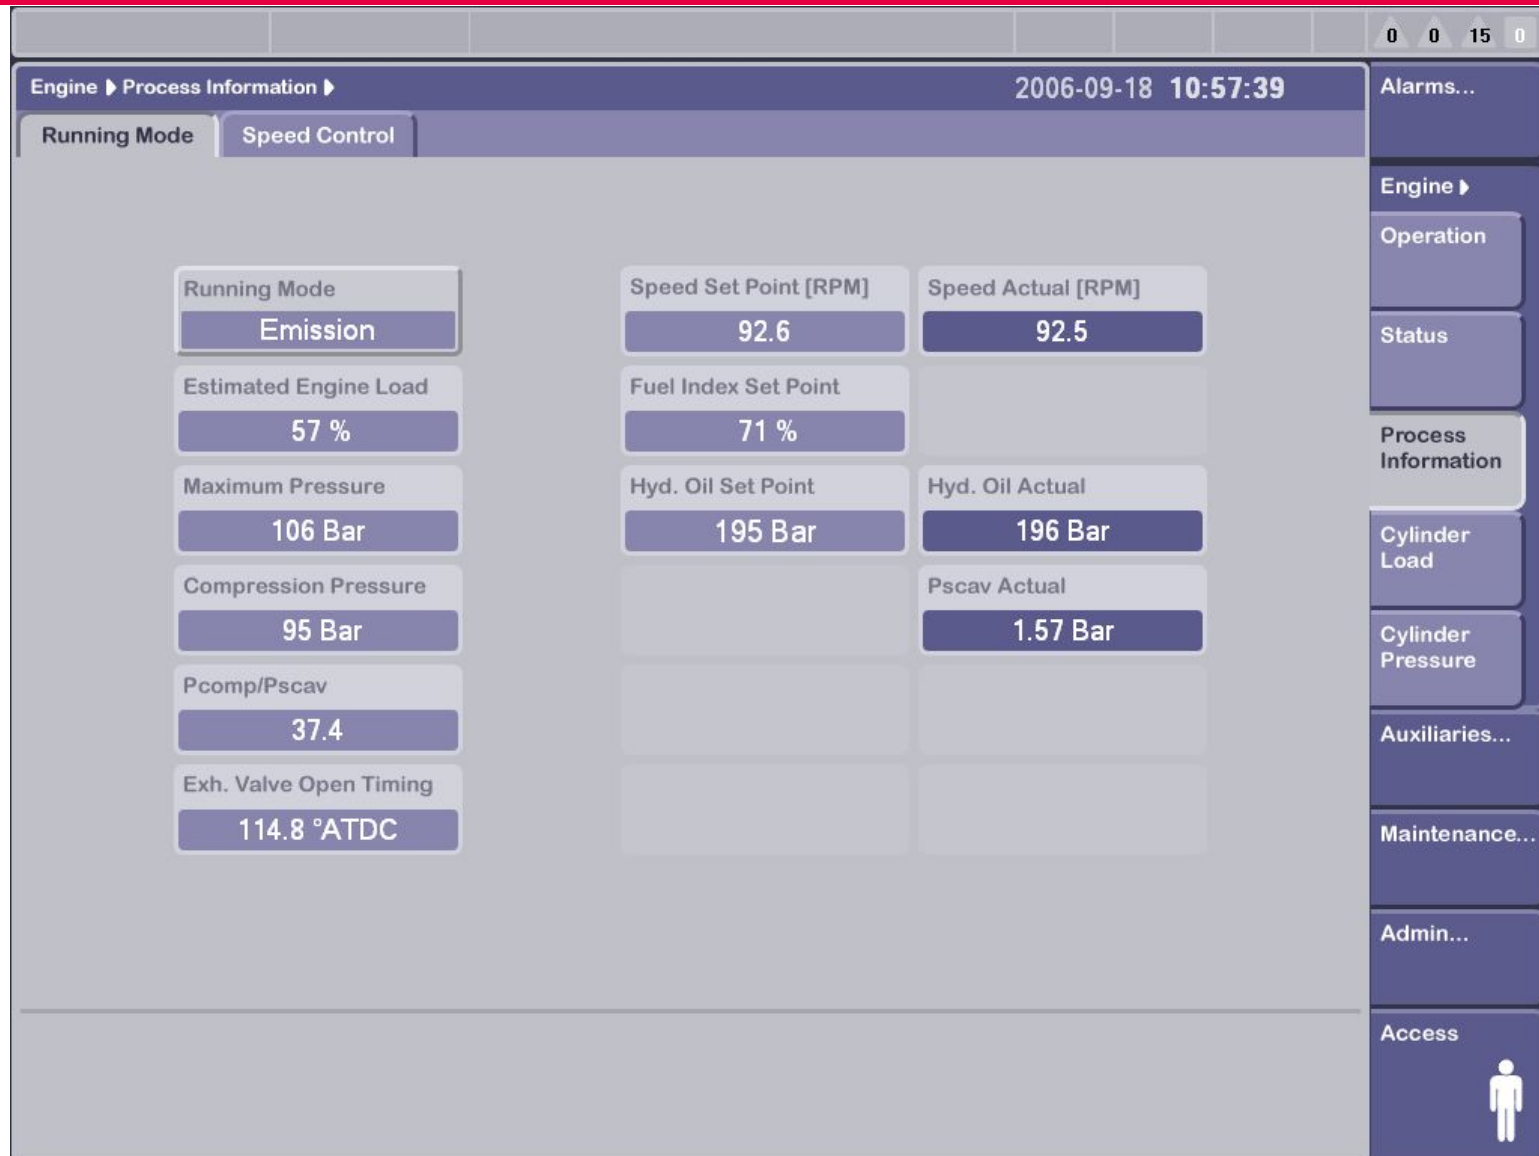 0 0 15 0
Engine Process Information 2006-09-18 10:57:39
Alarms...
Running Mode Speed Control
Running Mode
Emission
Estimated Engine Load
57 %
Maximum Pressure
106 Bar
Compression Pressure
95 Bar
Pcomp/Pscav
37.4
Exh. Valve Open Timing
114.8 °ATDC
Speed Set Point [RPM]
92.6
Speed Actual [RPM]
92.5
Fuel Index Set Point
71 %
Hyd. Oil Set Point
195 Bar
Hyd. Oil Actual
196 Bar
Pscav Actual
1.57 Bar
Engine
Operation
Status
Process
Information
Cylinder
Load
Cylinder
Pressure
Auxiliaries...
Maintenance...
Admin...
Access